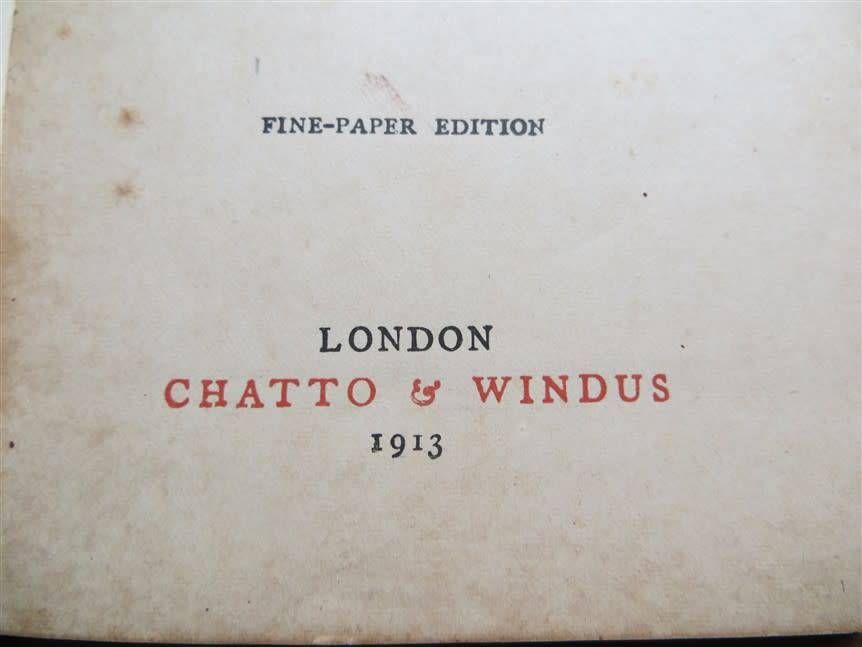 FINE-PAPER EDITION
LONDON
CHATTO & WINDUS
1913